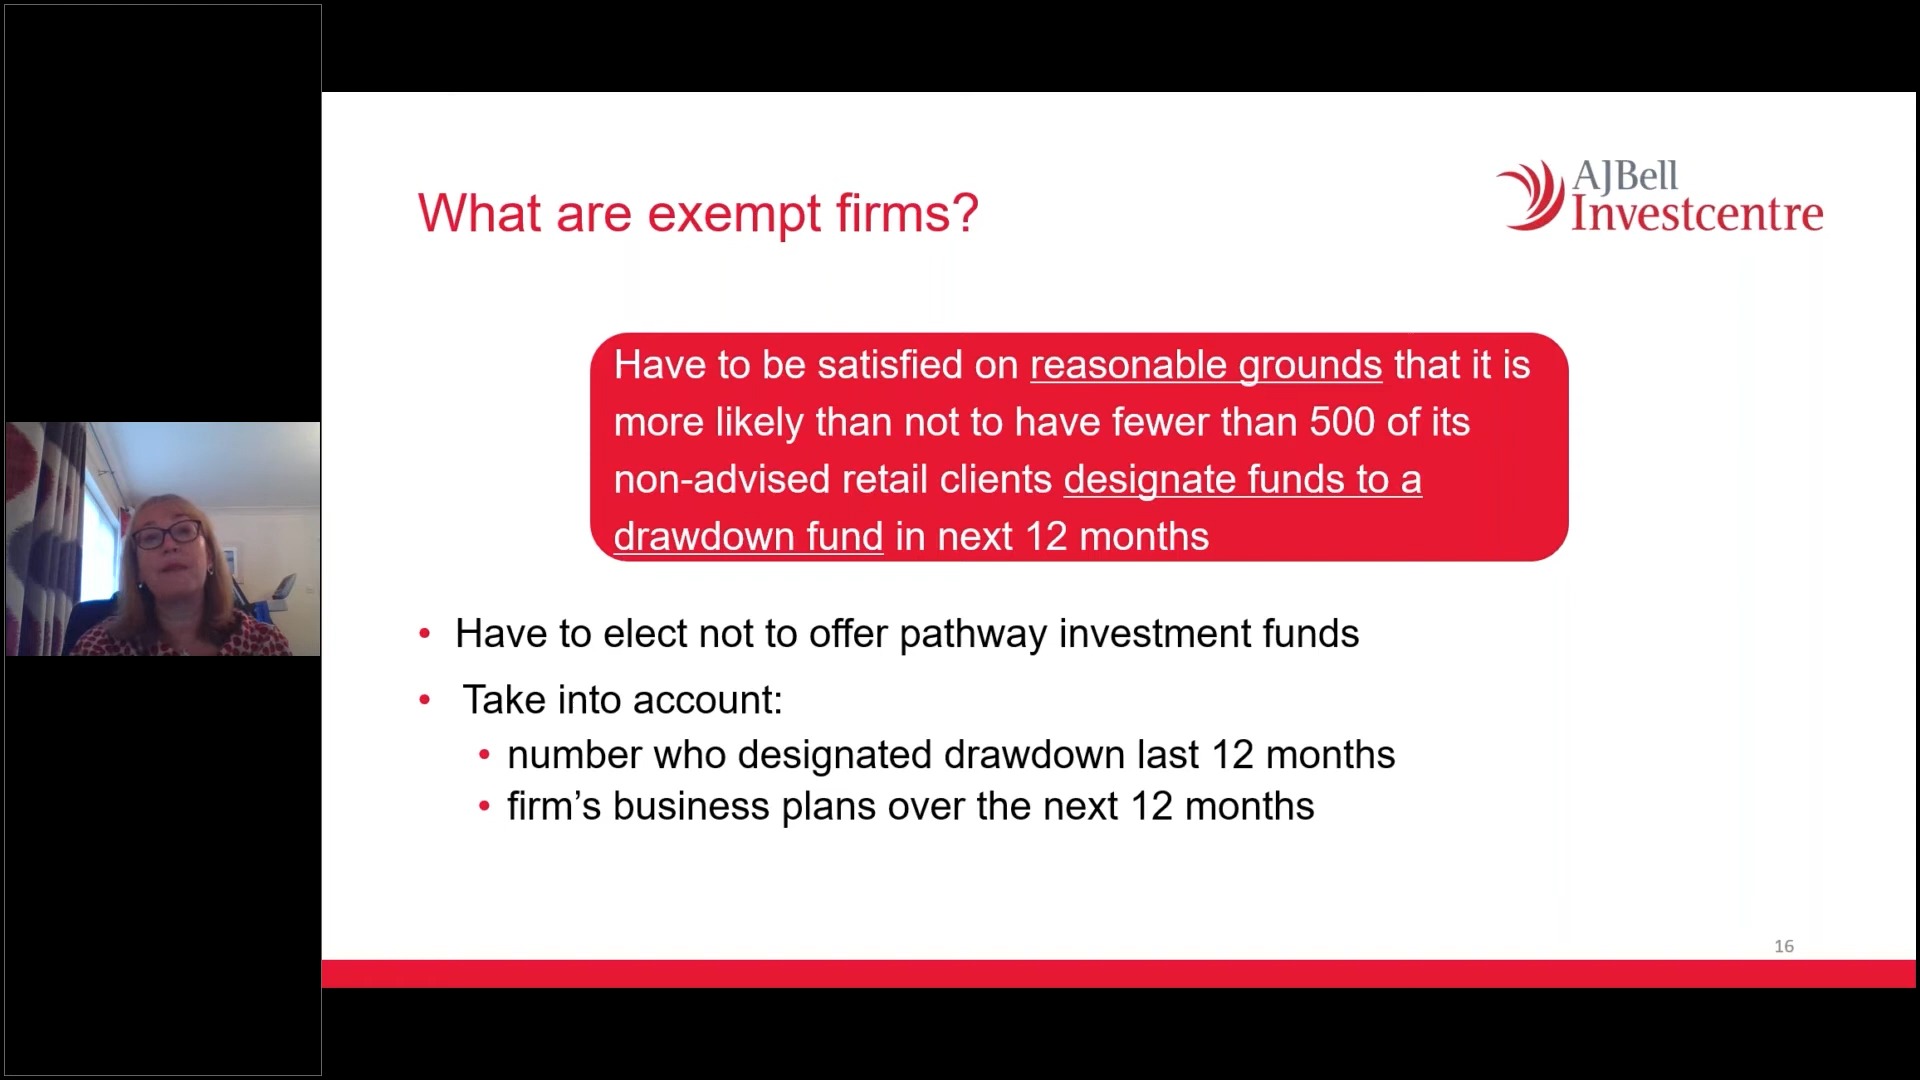 What are exempt firms?
AJBell
Investcentre
Have to be satisfied on reasonable grounds that it is
more likely than not to have fewer than 500 of its
non-advised retail clients designate funds to a
drawdown fund in next 12 months
• Have to elect not to offer pathway investment funds
• Take into account:
• number who designated drawdown last 12 months
• firm’s business plans over the next 12 months
16